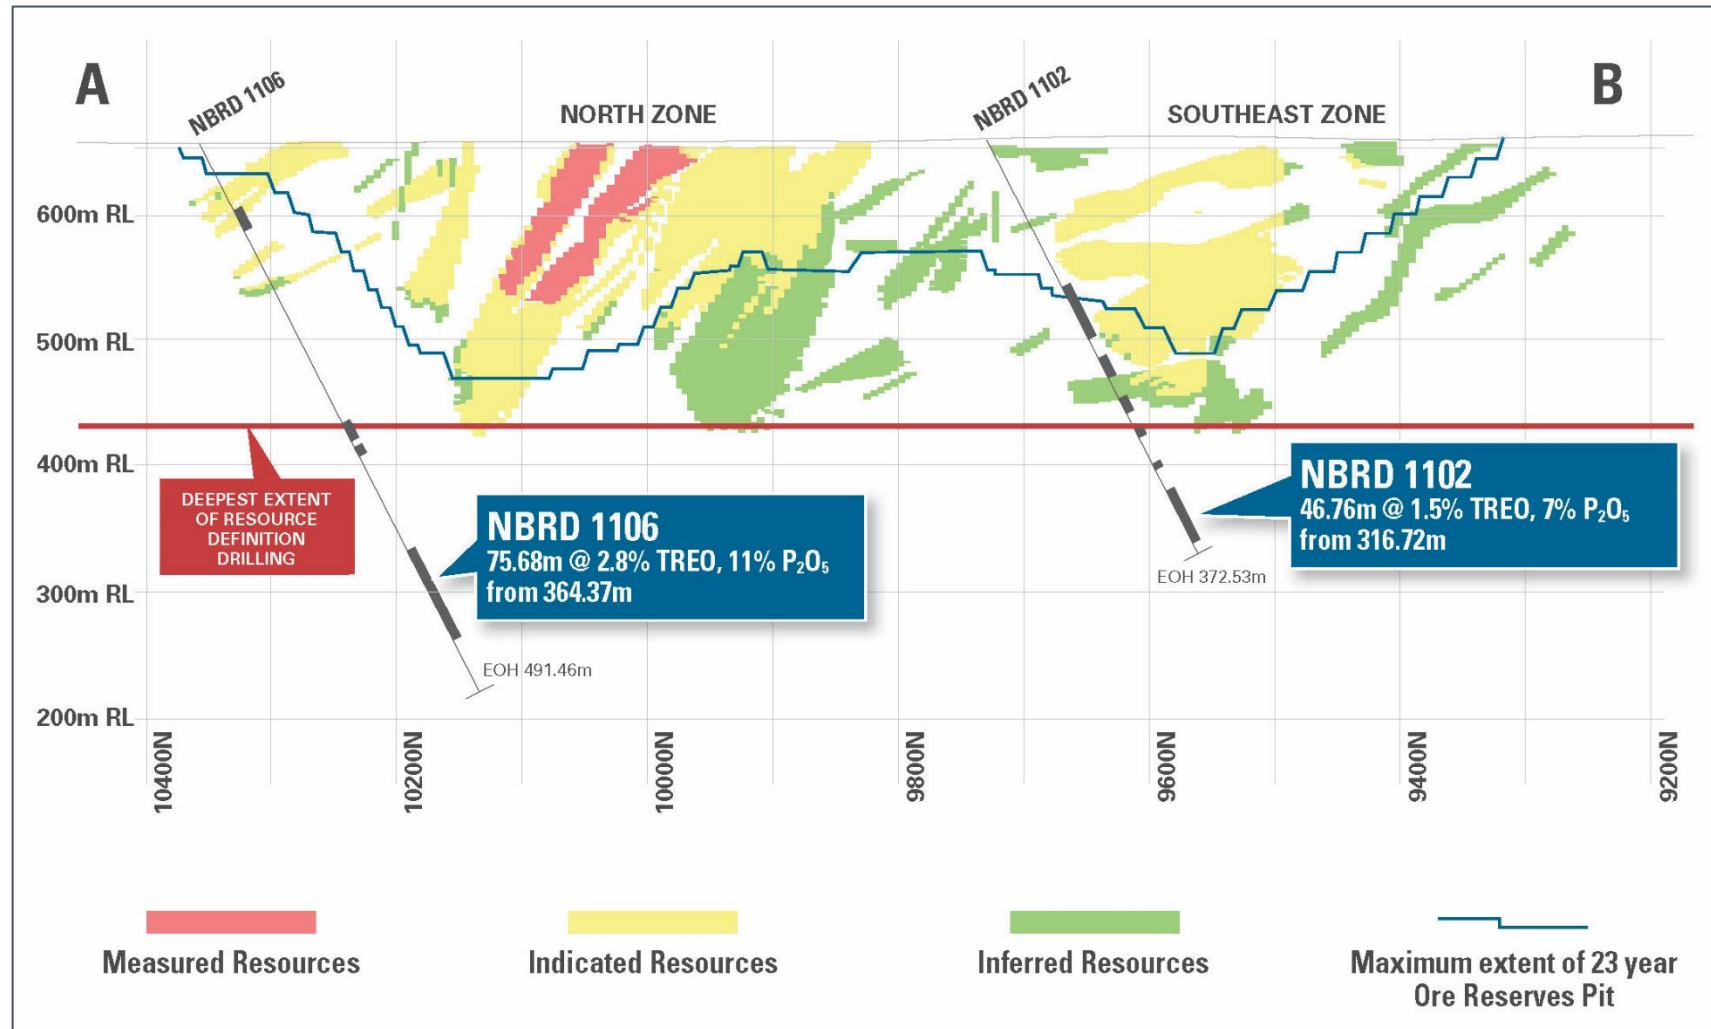 A
B
NBRD 1106
NORTH ZONE
NBRD 1102
SOUTHEAST ZONE
600m RL
500m RL
400m RL
300m RL
200m RL
DEEPEST EXTENT
OF RESOURCE
DEFINITION
DRILLING
NBRD 1106
75.68m @ 2.8% TREO, 11% P₂O₅
from 364.37m
EOH 491.46m
NBRD 1102
46.76m @ 1.5% TREO, 7% P₂O₅
from 316.72m
EOH 372.53m
10400N
10200N
10000N
9800N
9600N
9400N
9200N
Measured Resources
Indicated Resources
Inferred Resources
Maximum extent of 23 year
Ore Reserves Pit